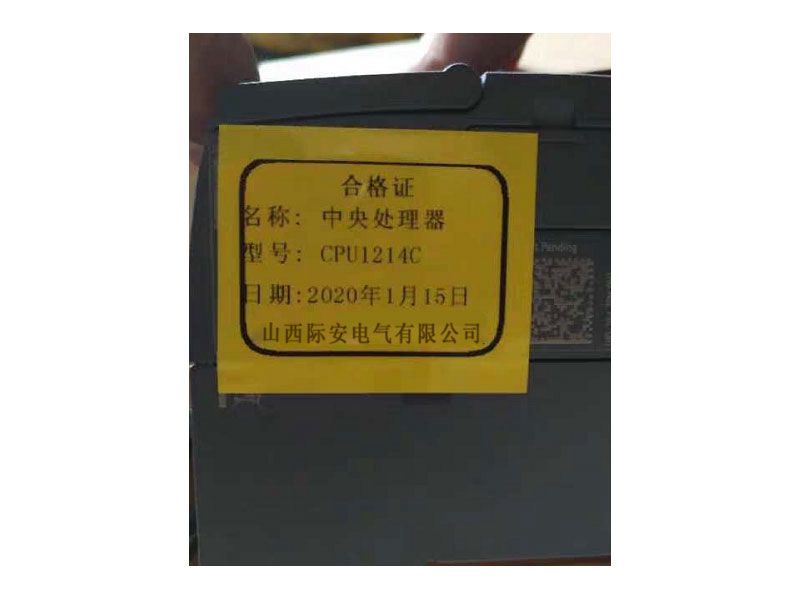 合格证
名称: 中央处理器
型号: CPU1214C
日期:2020年1月15日
山西际安电气有限公司
Pending